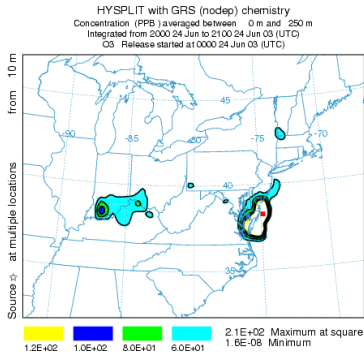 HYSPLIT with GRS (nodep) chemistry
Concentration (PPB) averaged between 0 m and 250 m
Integrated from 2000 24 Jun to 2100 24 Jun 03 (UTC)
O3 Release started at 0000 24 Jun 03 (UTC)
Source ☆ at multiple locations from 10 m
45
-90
-85
-80
-75
-70
40
35
1.2E+02 1.0E+02 8.0E+01 6.0E+01
2.1E+02 Maximum at square
1.6E-08 Minimum